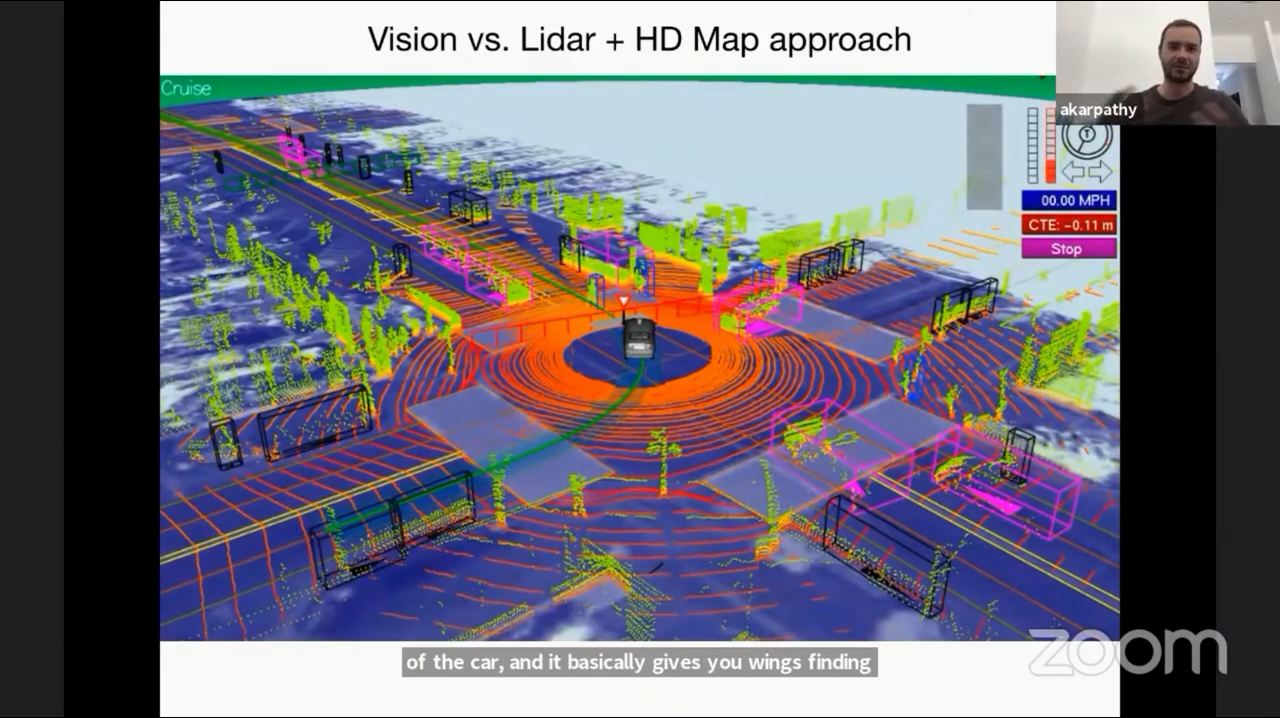 Vision vs. Lidar + HD Map approach
Cruise
akarpathy
T
00.00 MPH
CTE: -0.11 m
Stop
of the car, and it basically gives you wings finding
zoom